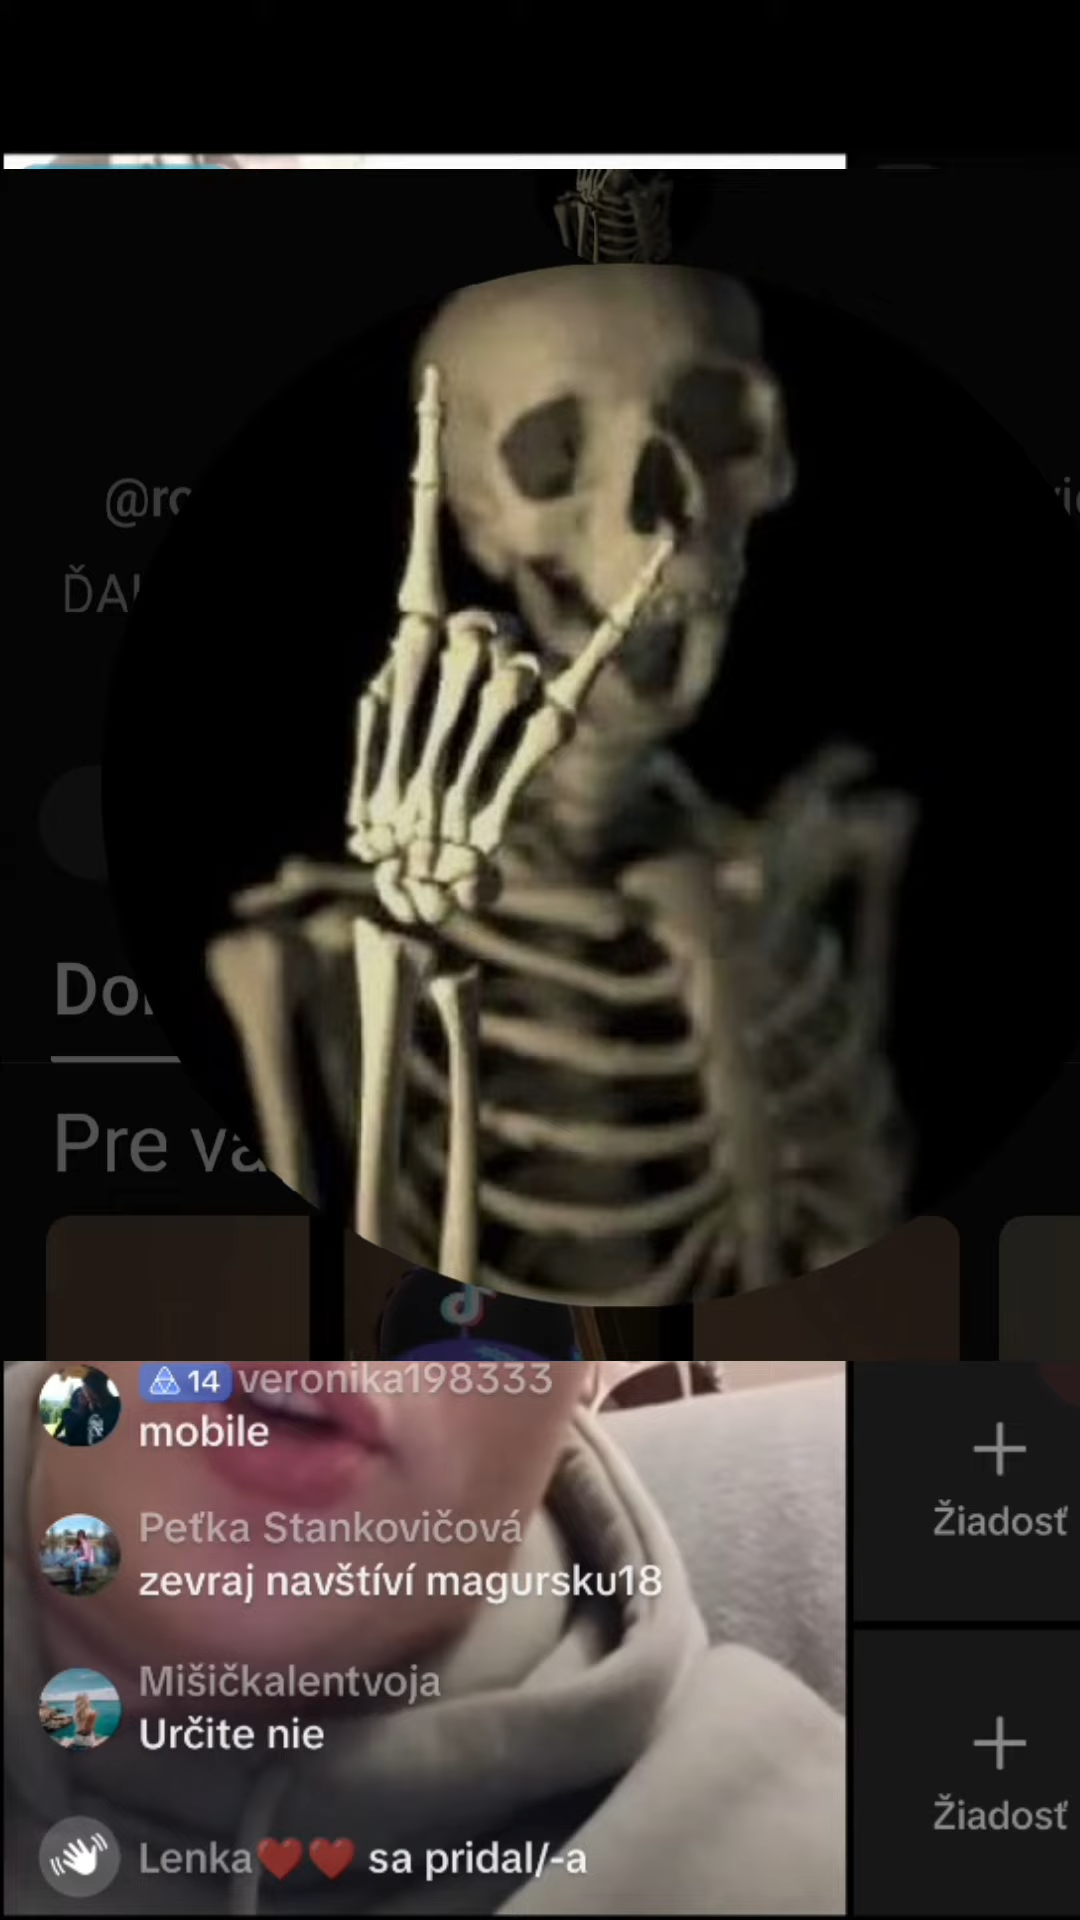 @ro
ĎA
Do
Pre va
14 veronika198333
mobile
Peťka Stankovičová
zevraj navštíví magursku18
Mišičkalentvoja
Určite nie
Lenka❤️❤️ sa pridal/-a
Žiadosť
Žiadosť